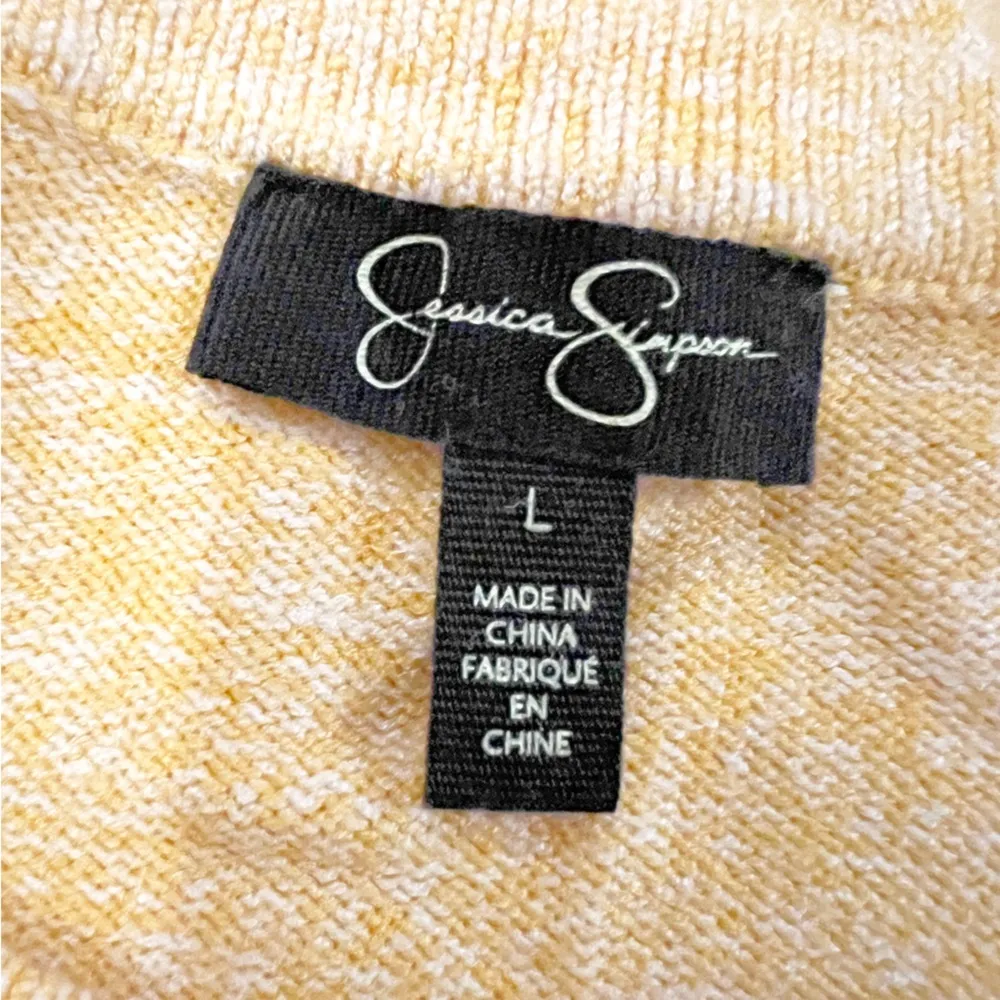 Jessica Simpson
L
MADE IN
CHINA
FABRIQUÉ
EN
CHINE